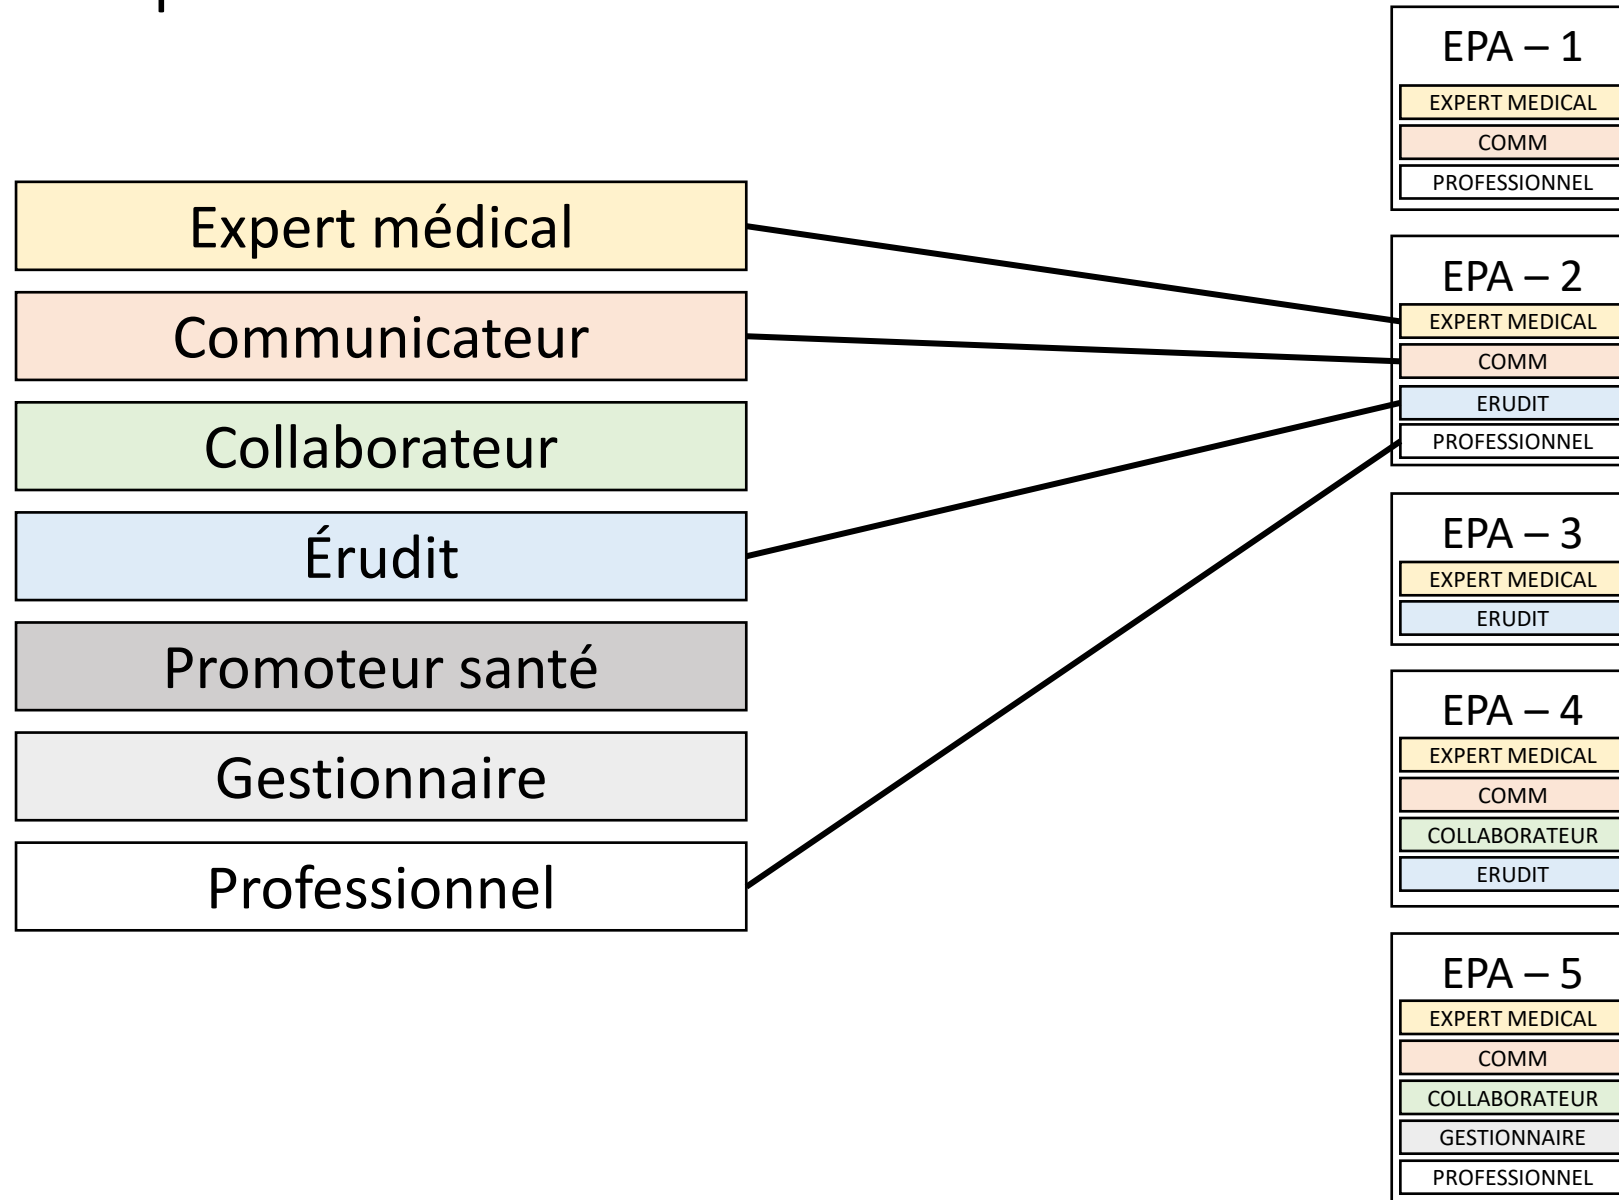 Expert médical
Communicateur
Collaborateur
Érudit
Promoteur santé
Gestionnaire
Professionnel
EPA – 1
EXPERT MEDICAL
COMM
PROFESSIONNEL
EPA – 2
EXPERT MEDICAL
COMM
ERUDIT
PROFESSIONNEL
EPA – 3
EXPERT MEDICAL
ERUDIT
EPA – 4
EXPERT MEDICAL
COMM
COLLABORATEUR
ERUDIT
EPA – 5
EXPERT MEDICAL
COMM
COLLABORATEUR
GESTIONNAIRE
PROFESSIONNEL